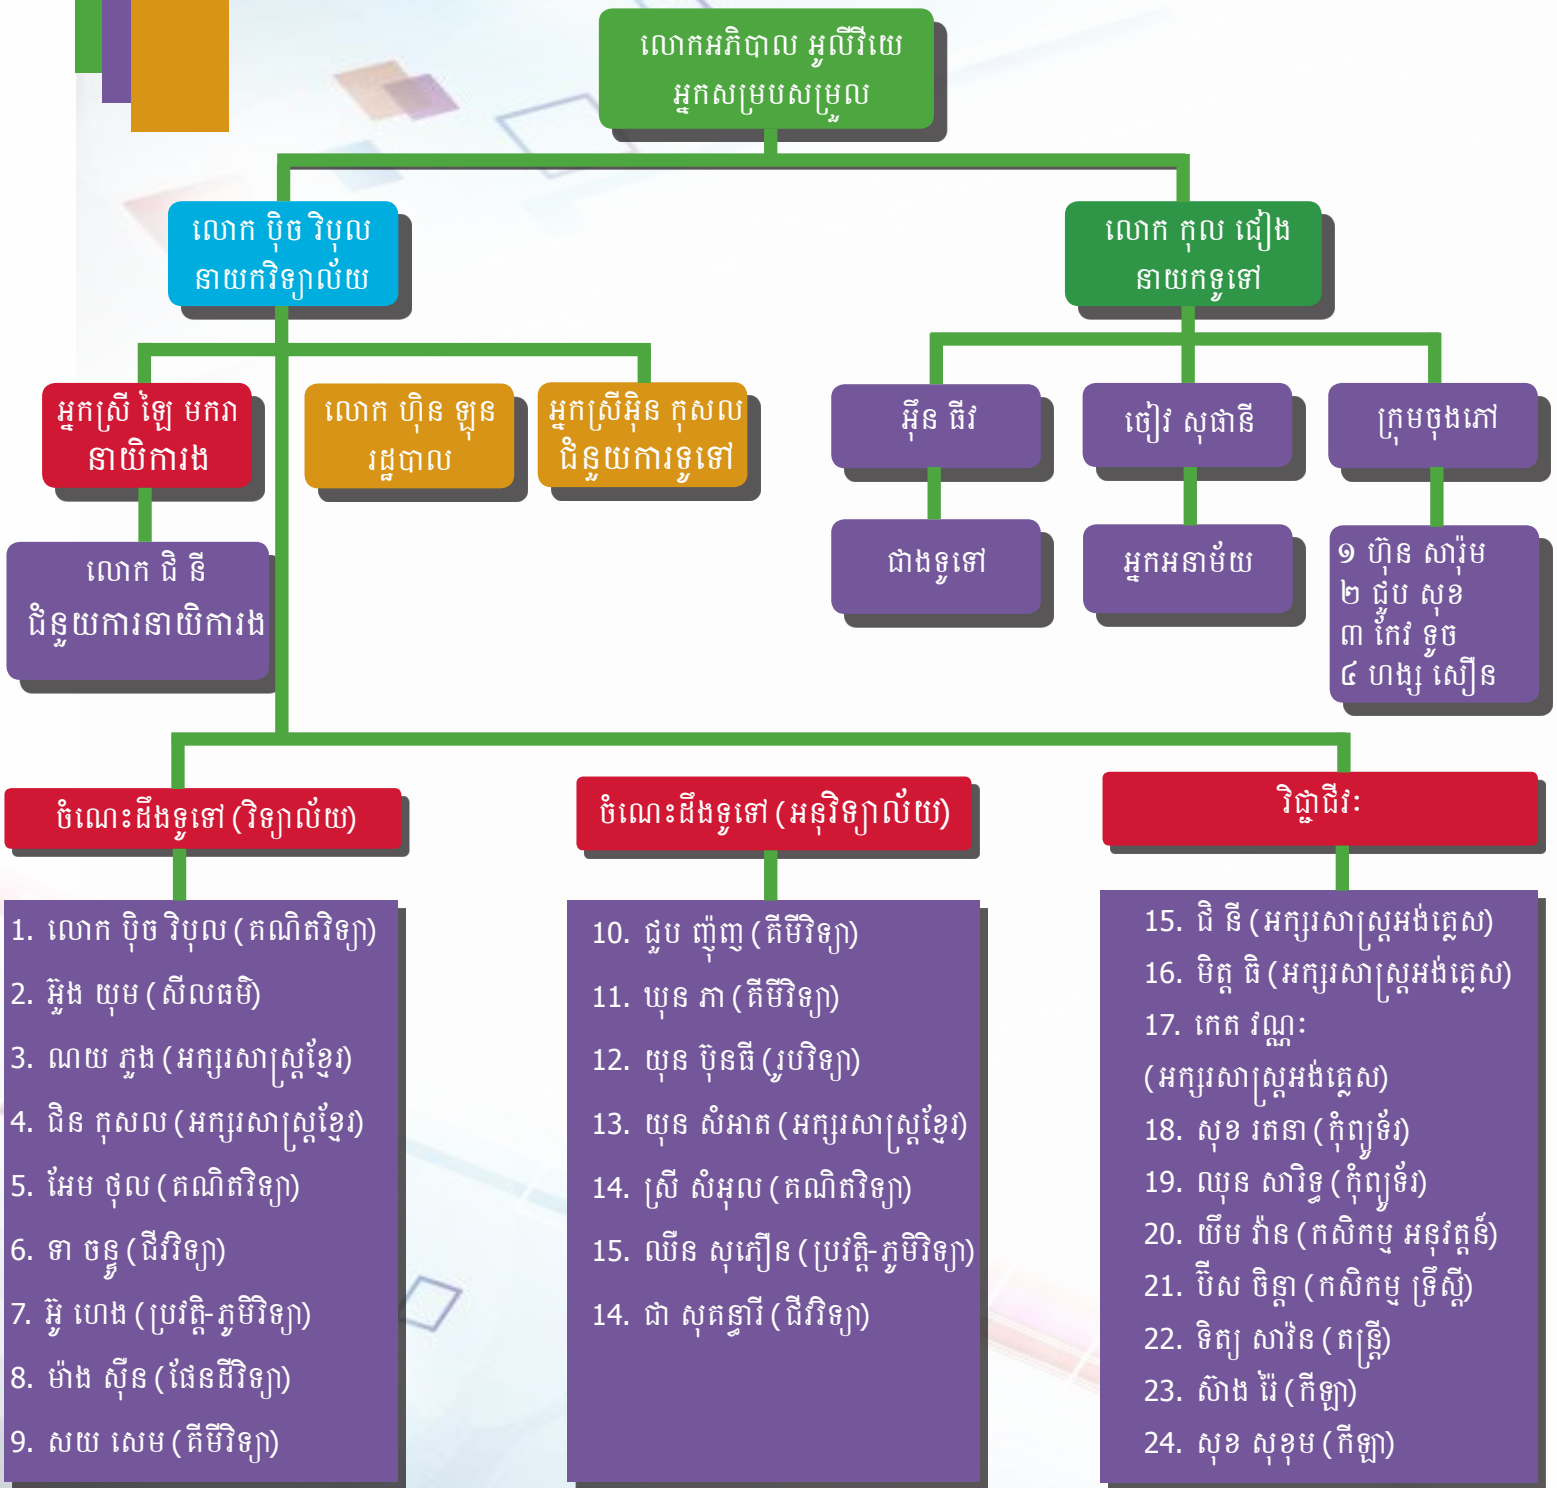 លោកអភិបាល អូលីវីយេ
អ្នកសម្របសម្រួល
លោក ប៉ិច វិបុល
នាយកវិទ្យាល័យ
លោក កុល ជឿង
នាយកទូទៅ
អ្នកស្រី ឡៃ មករា
នាយិការង
លោក ហ៊ិន ឡុន
រដ្ឋបាល
អ្នកស្រីអ៊ិន កុសល
ជំនួយការទូទៅ
អ៊ឹន ធីវ
ចៀវ សុផានី
ក្រុមចុងភៅ
លោក ជិ នី
ជំនួយការនាយិការង
ជាងទូទៅ
អ្នកអនាម័យ
១ ហ៊ុន សារ៉ុម
២ ជួប សុខ
៣ កែវ ទូច
៤ ហង្ស សឿន
ចំណេះដឹងទូទៅ (វិទ្យាល័យ)
ចំណេះដឹងទូទៅ (អនុវិទ្យាល័យ)
វិជ្ជាជីវៈ
1. លោក ប៉ិច វិបុល (គណិតវិទ្យា)
2. អ៊ួង យុម (សីលធម៌)
3. ណយ ភួង (អក្សរសាស្ត្រខ្មែរ)
4. ជិន កុសល (អក្សរសាស្ត្រខ្មែរ)
5. អែម ថុល (គណិតវិទ្យា)
6. ទា ចន្ធូ (ជីវវិទ្យា)
7. អ៊ូ ហេង (ប្រវត្តិ-ភូមិវិទ្យា)
8. ម៉ាង ស៊ីន (ផែនដីវិទ្យា)
9. សយ សេម (គីមីវិទ្យា)
10. ជួប ញ៉ុញ (គីមីវិទ្យា)
11. ឃុន ភា (គីមីវិទ្យា)
12. យុន ប៊ុនធី (រូបវិទ្យា)
13. យុន សំអាត (អក្សរសាស្ត្រខ្មែរ)
14. ស្រី សំអុល (គណិតវិទ្យា)
15. ឈឺន សុភឿន (ប្រវត្តិ-ភូមិវិទ្យា)
14. ជា សុគន្ធារី (ជីវវិទ្យា)
15. ជិ នី (អក្សរសាស្ត្រអង់គ្លេស)
16. មិត្ត ធិ (អក្សរសាស្ត្រអង់គ្លេស)
17. កេត វណ្ណៈ
(អក្សរសាស្ត្រអង់គ្លេស)
18. សុខ រតនា (កុំព្យូទ័រ)
19. ឈុន សារិទ្ធ (កុំព្យូទ័រ)
20. យឹម វ៉ាន (កសិកម្ម អនុវត្តន៍)
21. ប៊ីស ចិន្តា (កសិកម្ម ទ្រឹស្តី)
22. ទិត្យ សាវ៉ន (តន្ត្រី)
23. ស៊ាង រ៉ៃ (កីឡា)
24. សុខ សុខុម (កីឡា)